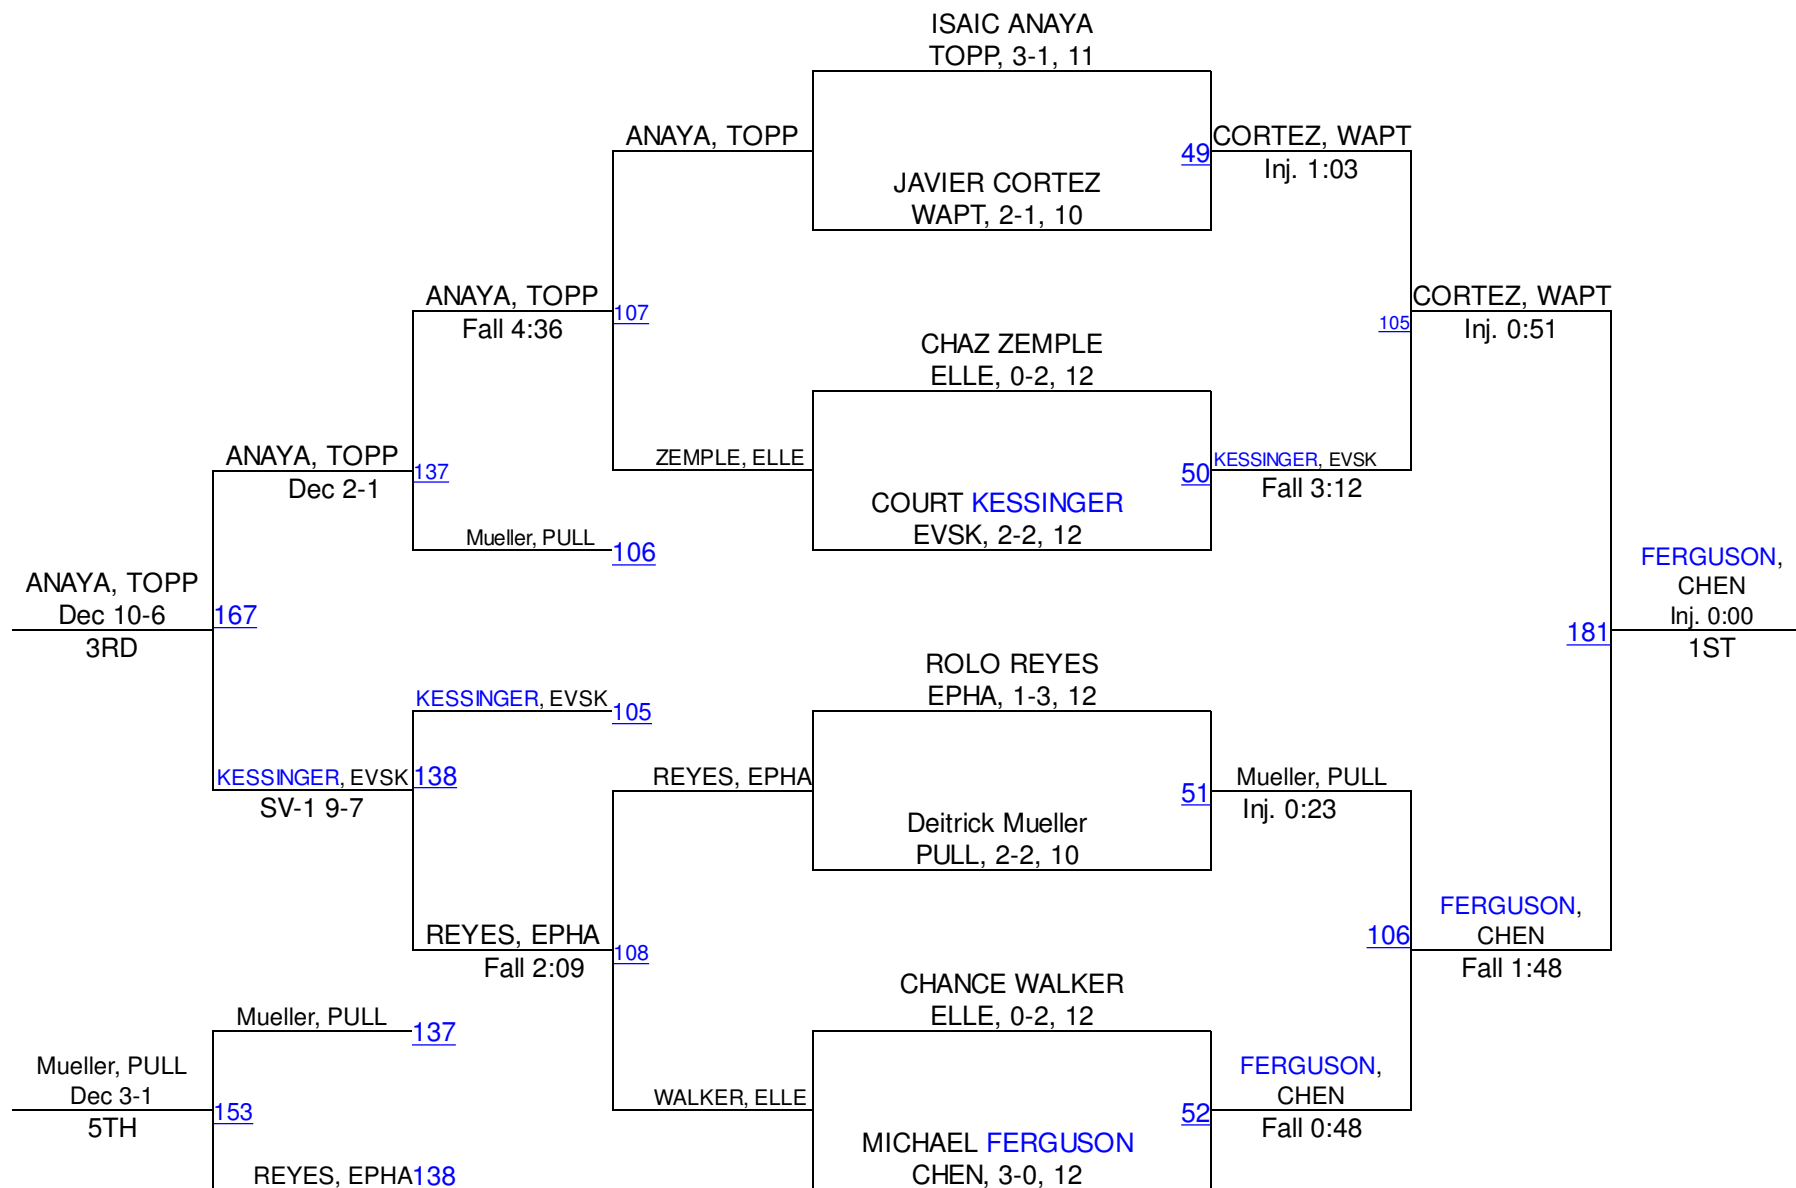 ISAIC ANAYA
TOPP, 3-1, 11
ANAYA, TOPP
49
CORTEZ, WAPT
Inj. 1:03
JAVIER CORTEZ
WAPT, 2-1, 10
ANAYA, TOPP
Fall 4:36
107
CORTEZ, WAPT
Inj. 0:51
105
CHAZ ZEMPLE
ELLE, 0-2, 12
ANAYA, TOPP
Dec 2-1
137
ZEMPLE, ELLE
50
KESSINGER, EVSK
Fall 3:12
COURT KESSINGER
EVSK, 2-2, 12
Mueller, PULL
106
ANAYA, TOPP
Dec 10-6
3RD
167
181
FERGUSON,
CHEN
Inj. 0:00
1ST
ROLO REYES
EPHA, 1-3, 12
KESSINGER, EVSK
105
KESSINGER, EVSK
SV-1 9-7
138
REYES, EPHA
51
Mueller, PULL
Inj. 0:23
Deitrick Mueller
PULL, 2-2, 10
REYES, EPHA
Fall 2:09
108
106
FERGUSON,
CHEN
Fall 1:48
CHANCE WALKER
ELLE, 0-2, 12
Mueller, PULL
137
Mueller, PULL
Dec 3-1
5TH
153
WALKER, ELLE
52
FERGUSON,
CHEN
Fall 0:48
MICHAEL FERGUSON
CHEN, 3-0, 12
REYES, EPHA
138